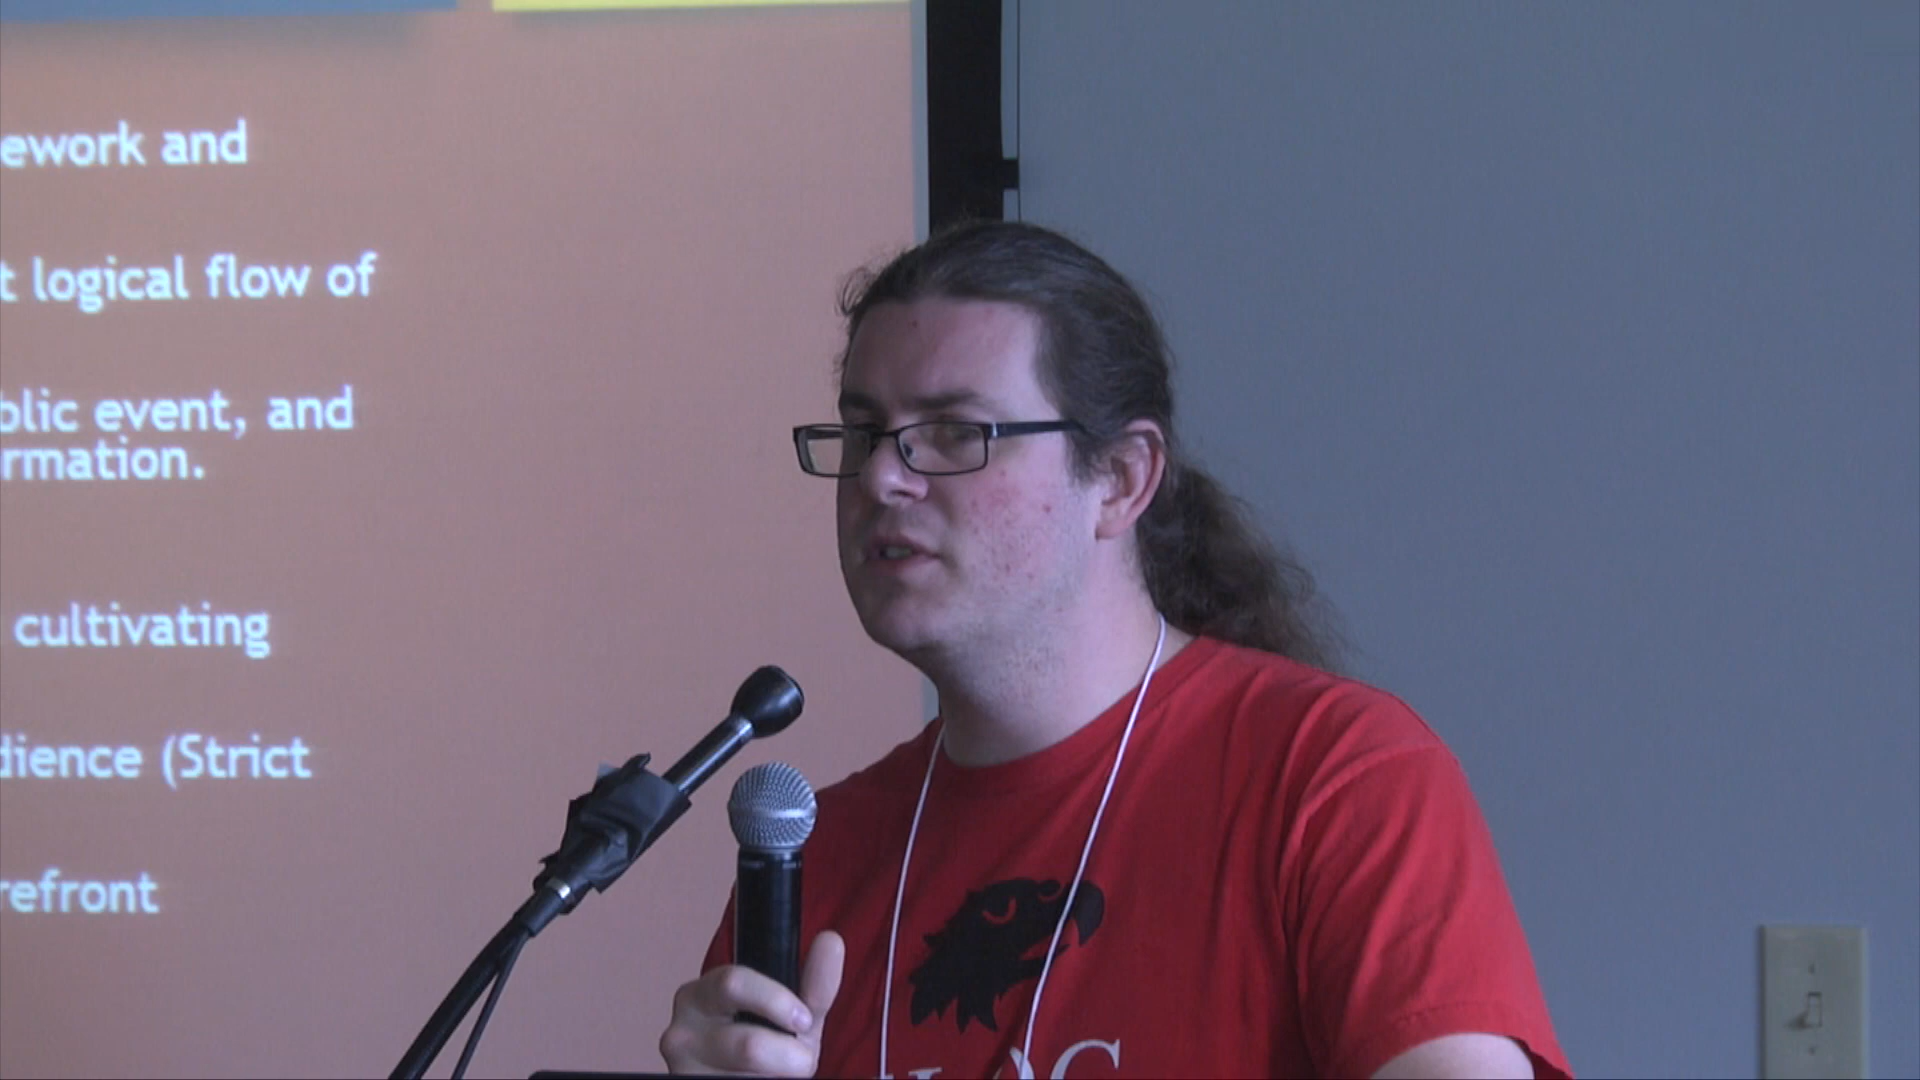 ework and
t logical flow of
blic event, and
rmation.
cultivating
dience (Strict
refront